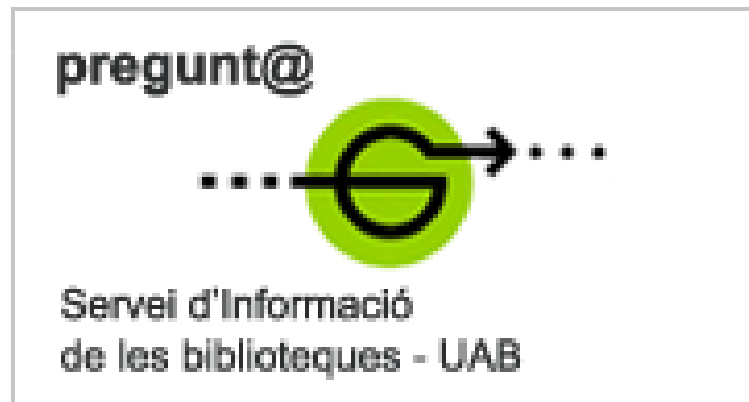 pregunt@
Servei d'Informació
de les biblioteques - UAB